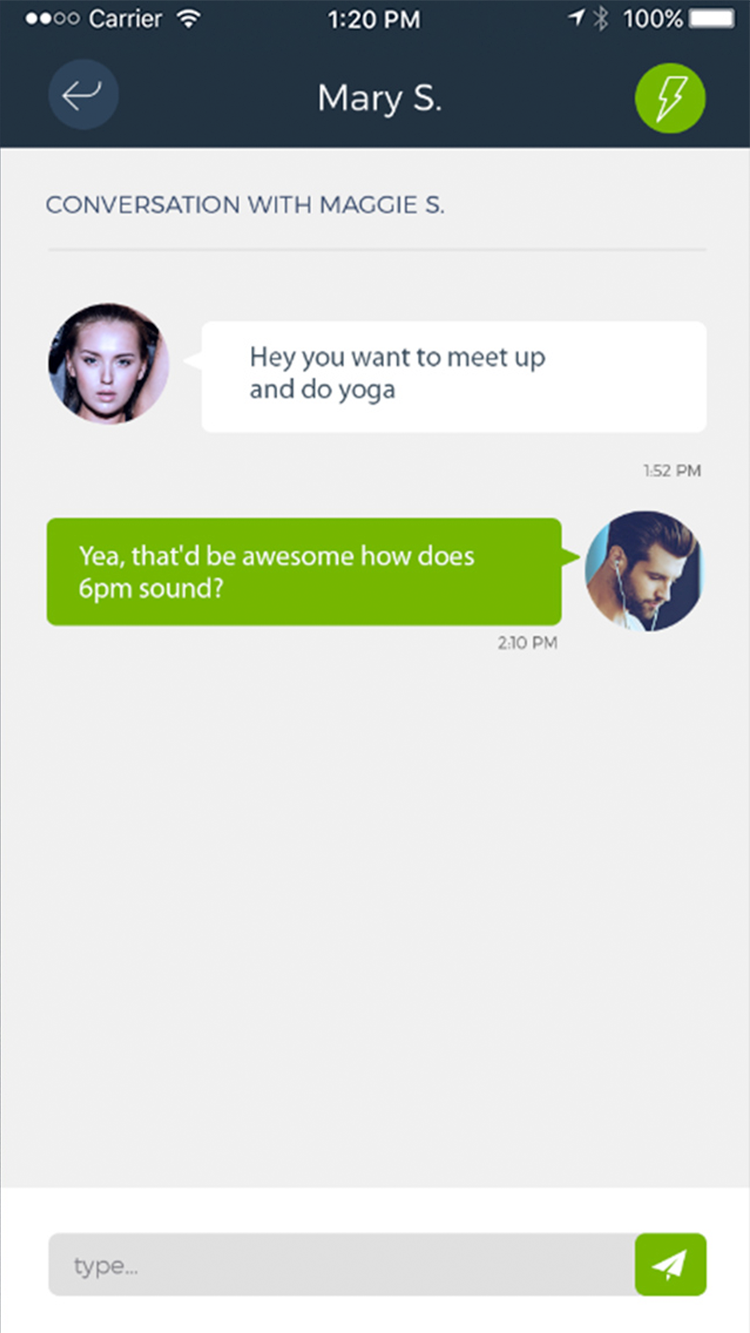 Carrier 1:20 PM 100%
Mary S.
CONVERSATION WITH MAGGIE S.
Hey you want to meet up
and do yoga
1:52 PM
Yea, that'd be awesome how does
6pm sound?
2:10 PM
type...